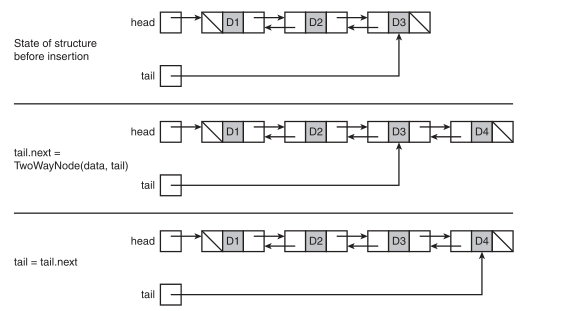 head D1 D2 D3
State of structure
before insertion
tail
head D1 D2 D3 D4
tail.next =
TwoWayNode(data, tail)
tail
head D1 D2 D3 D4
tail = tail.next
tail